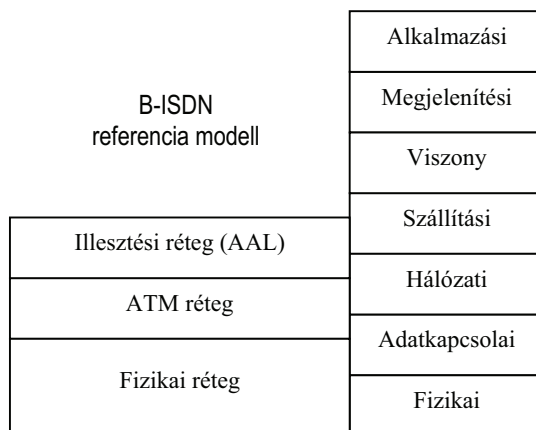 B-ISDN
referencia modell
Illesztési réteg (AAL)
ATM réteg
Fizikai réteg
Alkalmazási
Megjelenítési
Viszony
Szállítási
Hálózati
Adatkapcsolai
Fizikai